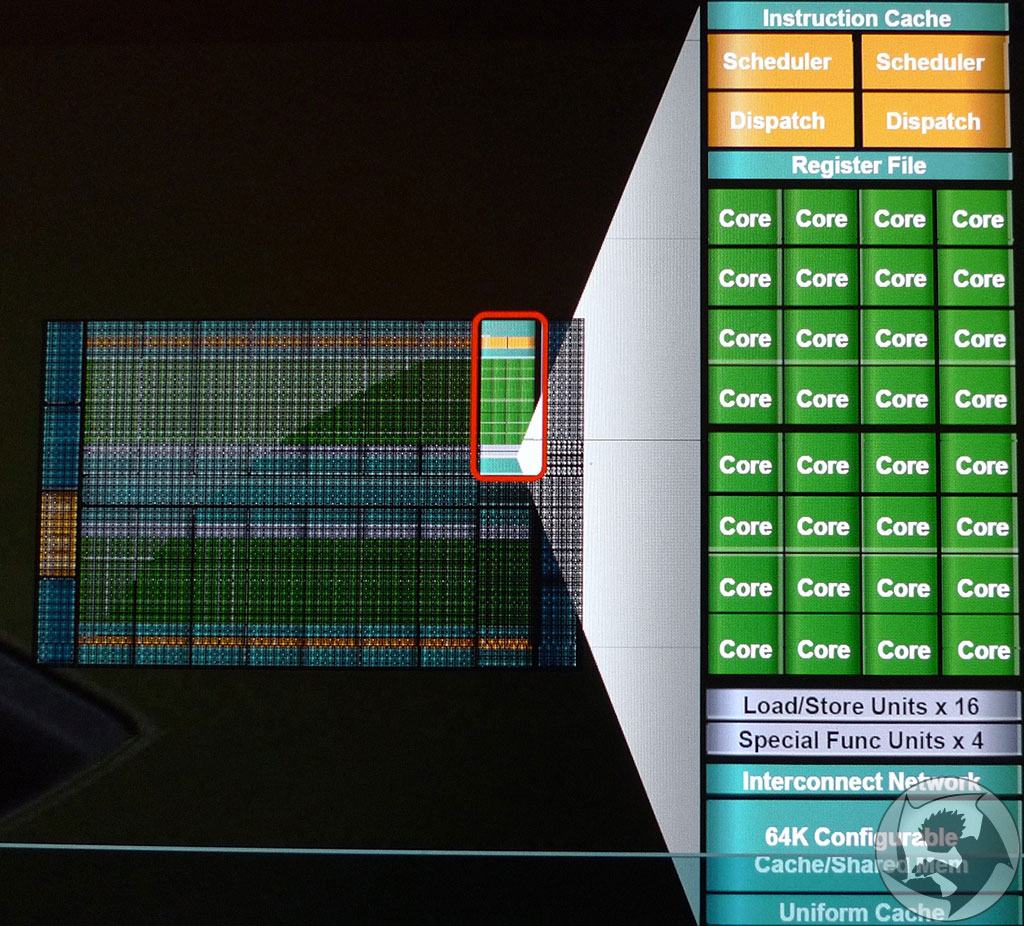 Instruction Cache
Scheduler Scheduler
Dispatch Dispatch
Register File
Core Core Core Core
Core Core Core Core
Core Core Core Core
Core Core Core Core
Core Core Core Core
Core Core Core Core
Core Core Core Core
Core Core Core Core
Load/Store Units x 16
Special Func Units x 4
Interconnect Network
64K Configurable
Cache/Shared Mem
Uniform Cache